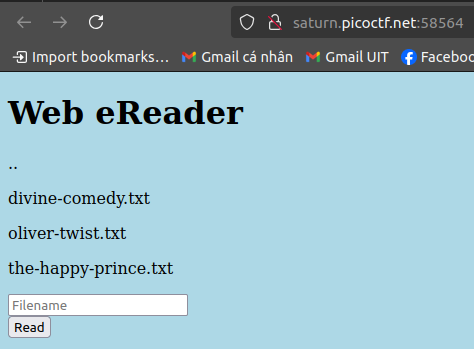 saturn.picoctf.net:58564
Import bookmarks… Gmail cá nhân Gmail UIT Faceboo
Web eReader
..
divine-comedy.txt
oliver-twist.txt
the-happy-prince.txt
Filename
Read